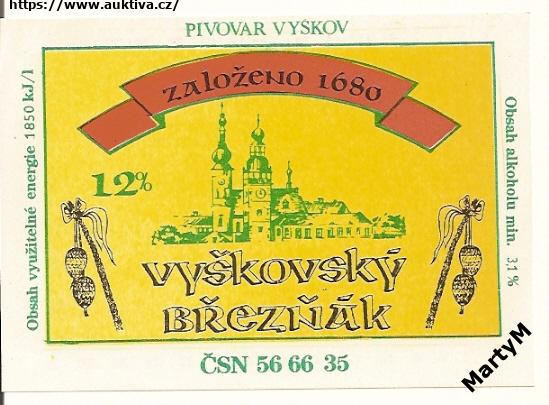 https://www.auktiva.cz/
PIVOVAR VYŠKOV
ZALOŽENO 1680
12%
VYŠKOVSKÝ
BŘEZŇÁK
ČSN 56 66 35
Obsah využitelné energie 1850 kJ/l
Obsah alkoholu min. 3,1 %
MartyM